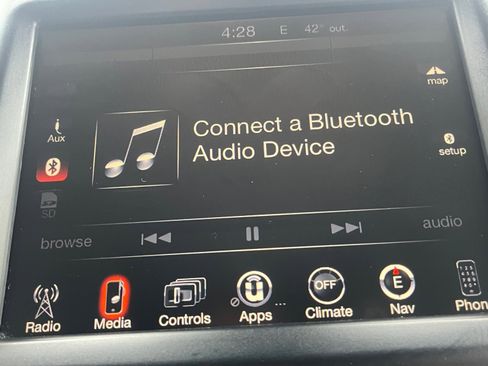 4:28 E 42° out.
map
Aux
Connect a Bluetooth
Audio Device
setup
SD
browse
audio
Radio
Media
Controls
Apps
...
OFF
Climate
E
Nav
Phon